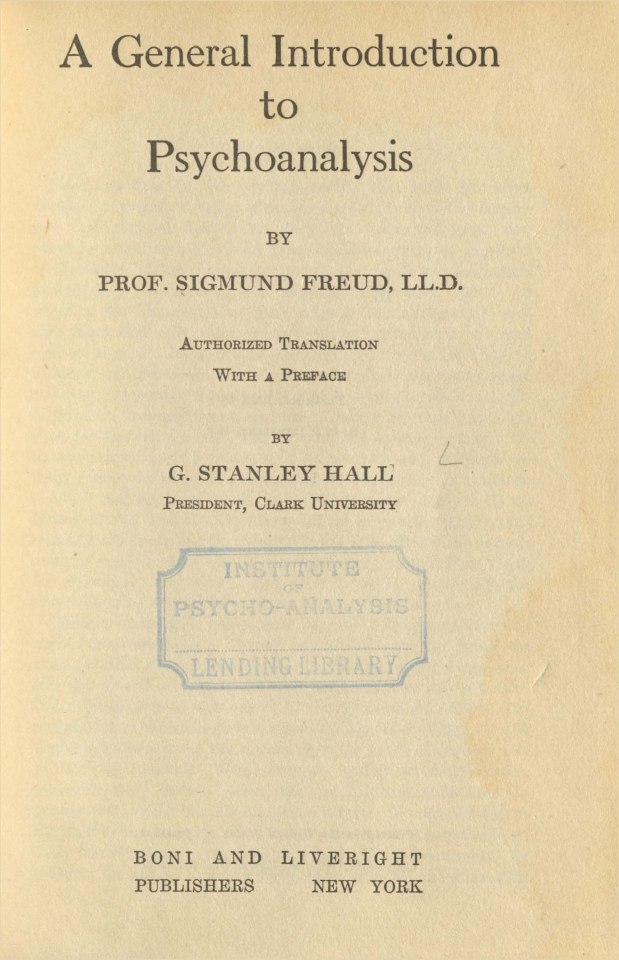 A General Introduction
to
Psychoanalysis
BY
PROF. SIGMUND FREUD, LL.D.
AUTHORIZED TRANSLATION
WITH A PREFACE
BY
G. STANLEY HALL
PRESIDENT, CLARK UNIVERSITY
INSTITUTE
OF
PSYCHO-ANALYSIS
LENDING LIBRARY
BONI AND LIVERIGHT
PUBLISHERS NEW YORK